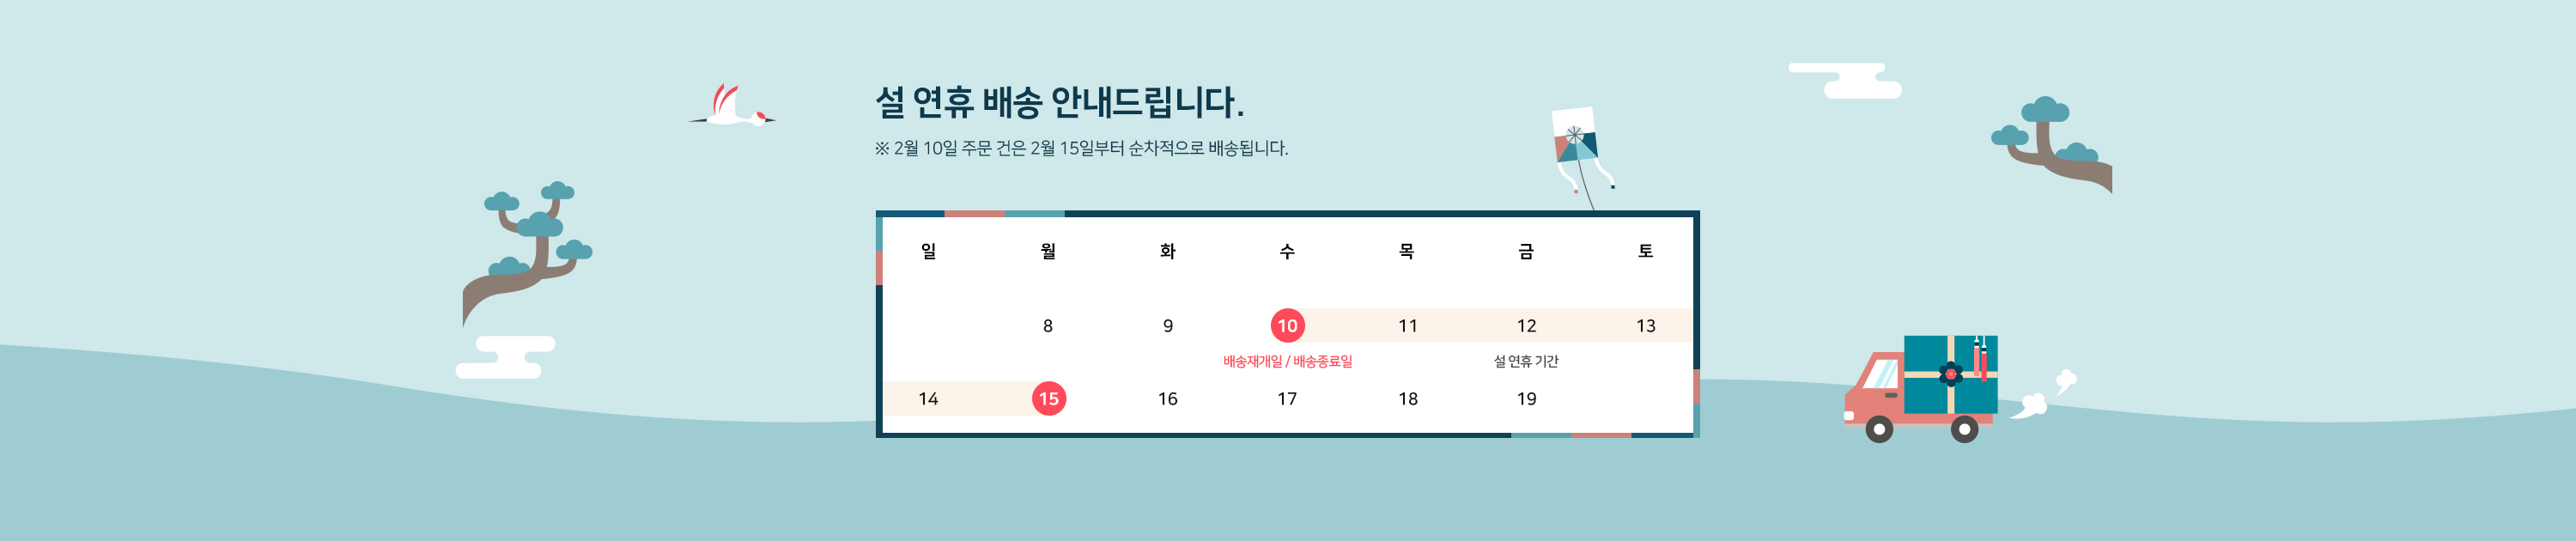 설 연휴 배송 안내드립니다.
※ 2월 10일 주문 건은 2월 15일부터 순차적으로 배송됩니다.
일 월 화 수 목 금 토
8 9 10 11 12 13
배송재개일 / 배송종료일 설 연휴 기간
14 15 16 17 18 19